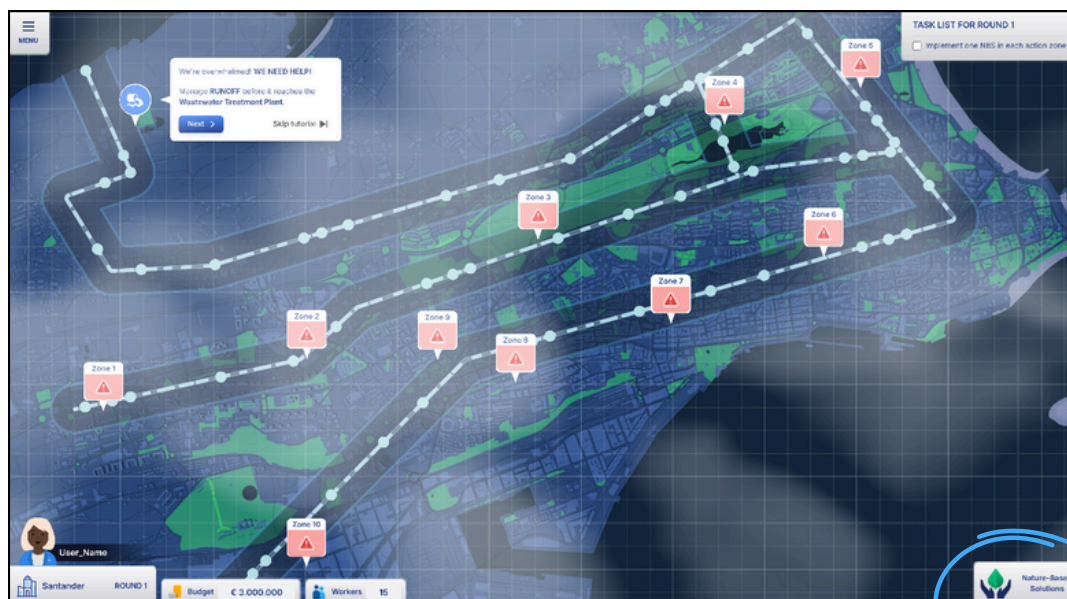 MENU
We're overwhelmed! WE NEED HELP!
Manage RUNOFF before it reaches the
Wastewater Treatment Plant.
Next >
Skip tutorial
TASK LIST FOR ROUND 1
Implement one NBS in each action zone
Zone 5
Zone 4
Zone 3
Zone 6
Zone 7
Zone 2
Zone 9
Zone 8
Zone 1
Zone 10
User_Name
Santander
ROUND 1
Budget
€ 3.000.000
Workers
15
Nature-Base
Solutions